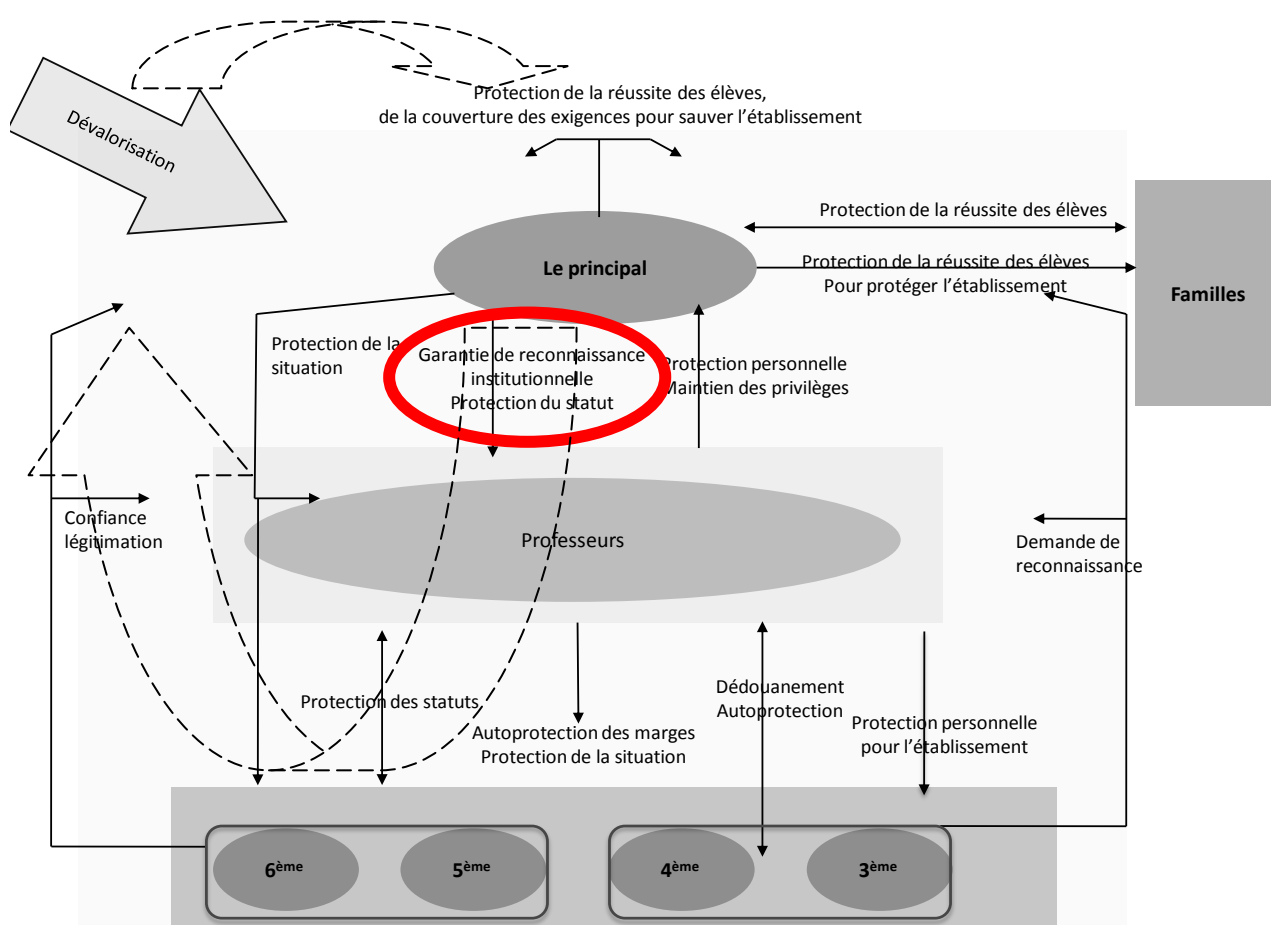 Dévalorisation
Protection de la réussite des élèves,
de la couverture des exigences pour sauver l’établissement
Protection de la réussite des élèves
Le principal
Protection de la réussite des élèves
Pour protéger l’établissement
Familles
Protection de la
situation
Garantie de reconnaissance
institutionnelle
Protection du statut
Protection personnelle
Maintien des privilèges
Confiance
légitimation
Professeurs
Demande de
reconnaissance
Protection des statuts
Autoprotection des marges
Protection de la situation
Dédouanement
Autoprotection
Protection personnelle
pour l’établissement
6ème
5ème
4ème
3ème